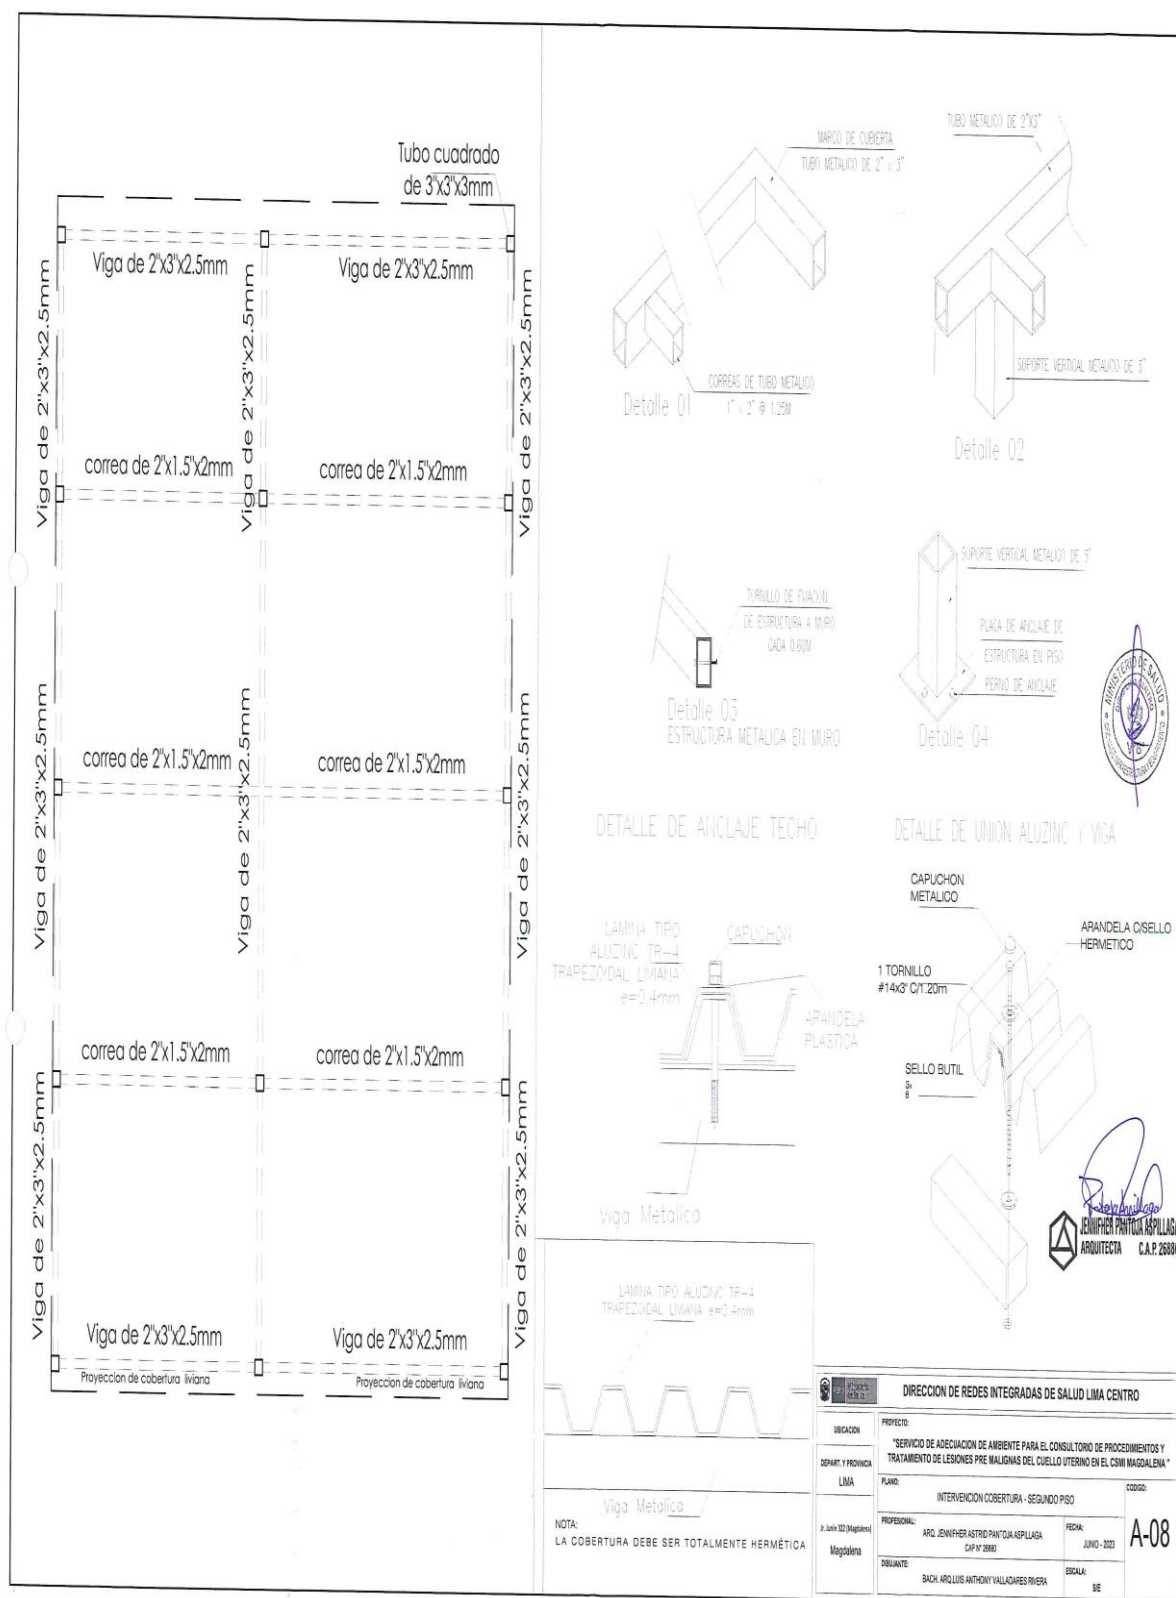 Tubo cuadrado
de 3"x3"x3mm
Viga de 2"x3"x2.5mm
Viga de 2"x3"x2.5mm
Viga de 2"x3"x2.5mm
Viga de 2"x3"x2.5mm
Viga de 2"x3"x2.5mm
correa de 2"x1.5"x2mm
correa de 2"x1.5"x2mm
Viga de 2"x3"x2.5mm
Viga de 2"x3"x2.5mm
Viga de 2"x3"x2.5mm
correa de 2"x1.5"x2mm
correa de 2"x1.5"x2mm
correa de 2"x1.5"x2mm
correa de 2"x1.5"x2mm
Viga de 2"x3"x2.5mm
Viga de 2"x3"x2.5mm
Viga de 2"x3"x2.5mm
Viga de 2"x3"x2.5mm
Proyeccion de cobertura liviana
Proyeccion de cobertura liviana
MARCO DE CUBIERTA
TUBO METALICO DE 2" x 3"
CORREAS DE TUBO METALICO
1" x 2" @ 1.25M
Detalle 01
TUBO METALICO DE 2"X3"
SOPORTE VERTICAL METALICO DE 3"
Detalle 02
TORNILLO DE FIJACION
DE ESTRUCTURA A MURO
CADA 0.60M
Detalle 03
ESTRUCTURA METALICA EN MURO
SOPORTE VERTICAL METALICO DE 3"
PLACA DE ANCLAJE DE
ESTRUCTURA EN PISO
PERNO DE ANCLAJE
Detalle 04
MINISTERIO DE SALUD
V°B°
DETALLE DE ANCLAJE TECHO
LAMINA TIPO
ALUZINC TR-4
TRAPEZOIDAL LIVIANA
e=0.4mm
CAPUCHON
ARANDELA
PLASTICA
Viga Metalica
DETALLE DE UNION ALUZINC Y VIGA
CAPUCHON
METALICO
ARANDELA C/SELLO
HERMETICO
1 TORNILLO
#14x3" C/1.20m
SELLO BUTIL
JENNIFHER PANTOJA ASPILLAGA
ARQUITECTA C.A.P. 26880
LAMINA TIPO ALUZINC TR-4
TRAPEZOIDAL LIVIANA e=0.4mm
Viga Metalica
NOTA:
LA COBERTURA DEBE SER TOTALMENTE HERMÉTICA
DIRECCION DE REDES INTEGRADAS DE SALUD LIMA CENTRO
UBICACION
DEPART. Y PROVINCIA
LIMA
Jr. Junín 322 (Magdalena)
Magdalena
PROYECTO:
"SERVICIO DE ADECUACION DE AMBIENTE PARA EL CONSULTORIO DE PROCEDIMIENTOS Y
TRATAMIENTO DE LESIONES PRE MALIGNAS DEL CUELLO UTERINO EN EL CSMI MAGDALENA "
PLANO:
INTERVENCIÓN COBERTURA - SEGUNDO PISO
CODIGO:
A-08
PROFESIONAL:
ARQ. JENNIFHER ASTRID PANTOJA ASPILLAGA
CAP N° 26880
FECHA:
JUNIO - 2023
DIBUJANTE:
BACH. ARQ.LUIS ANTHONY VALLADARES RIVERA
ESCALA:
S/E